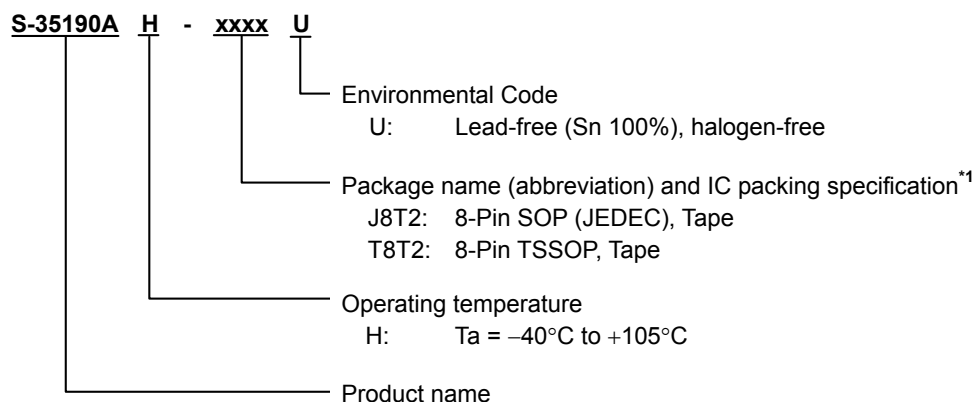 S-35190A H - xxxx U
Environmental Code
U: Lead-free (Sn 100%), halogen-free
Package name (abbreviation) and IC packing specification*1
J8T2: 8-Pin SOP (JEDEC), Tape
T8T2: 8-Pin TSSOP, Tape
Operating temperature
H: Ta = −40°C to +105°C
Product name